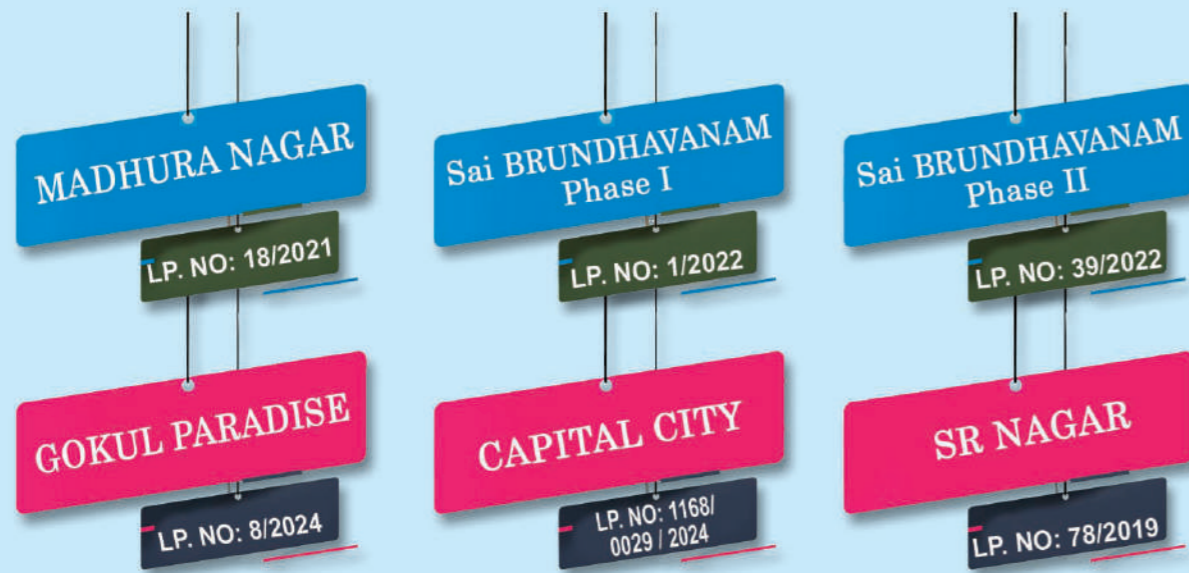 MADHURA NAGAR
LP. NO: 18/2021
Sai BRUNDHAVANAM
Phase I
LP. NO: 1/2022
Sai BRUNDHAVANAM
Phase II
LP. NO: 39/2022
GOKUL PARADISE
LP. NO: 8/2024
CAPITAL CITY
LP. NO: 1168/
0029 / 2024
SR NAGAR
LP. NO: 78/2019